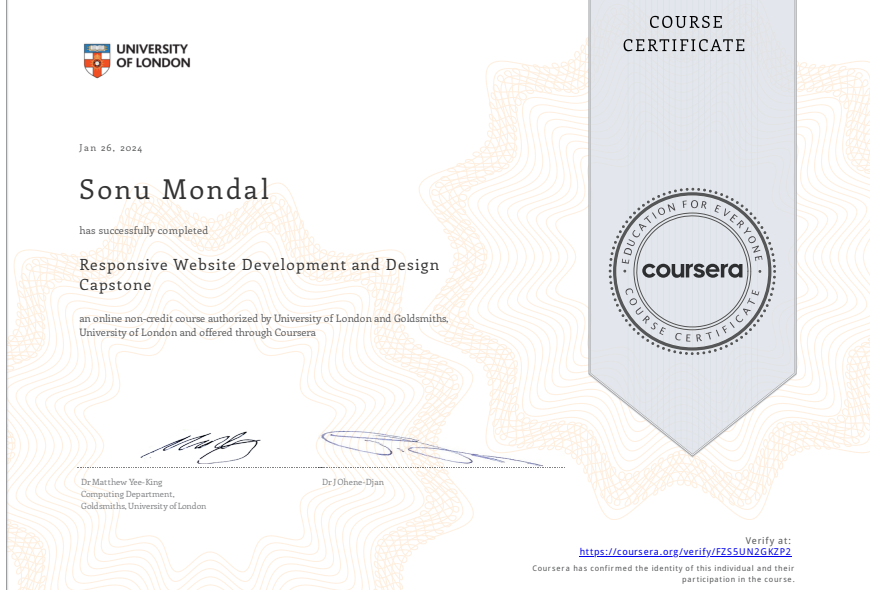 COURSE
CERTIFICATE
UNIVERSITY
OF LONDON
Jan 26, 2024
Sonu Mondal
has successfully completed
Responsive Website Development and Design
Capstone
an online non-credit course authorized by University of London and Goldsmiths,
University of London and offered through Coursera
EDUCATION FOR EVERYONE
coursera
COURSE CERTIFICATE
Dr Matthew Yee-King
Computing Department,
Goldsmiths, University of London
Dr J Ohene-Djan
Verify at:
https://coursera.org/verify/FZS5UN2GKZP2
Coursera has confirmed the identity of this individual and their
participation in the course.